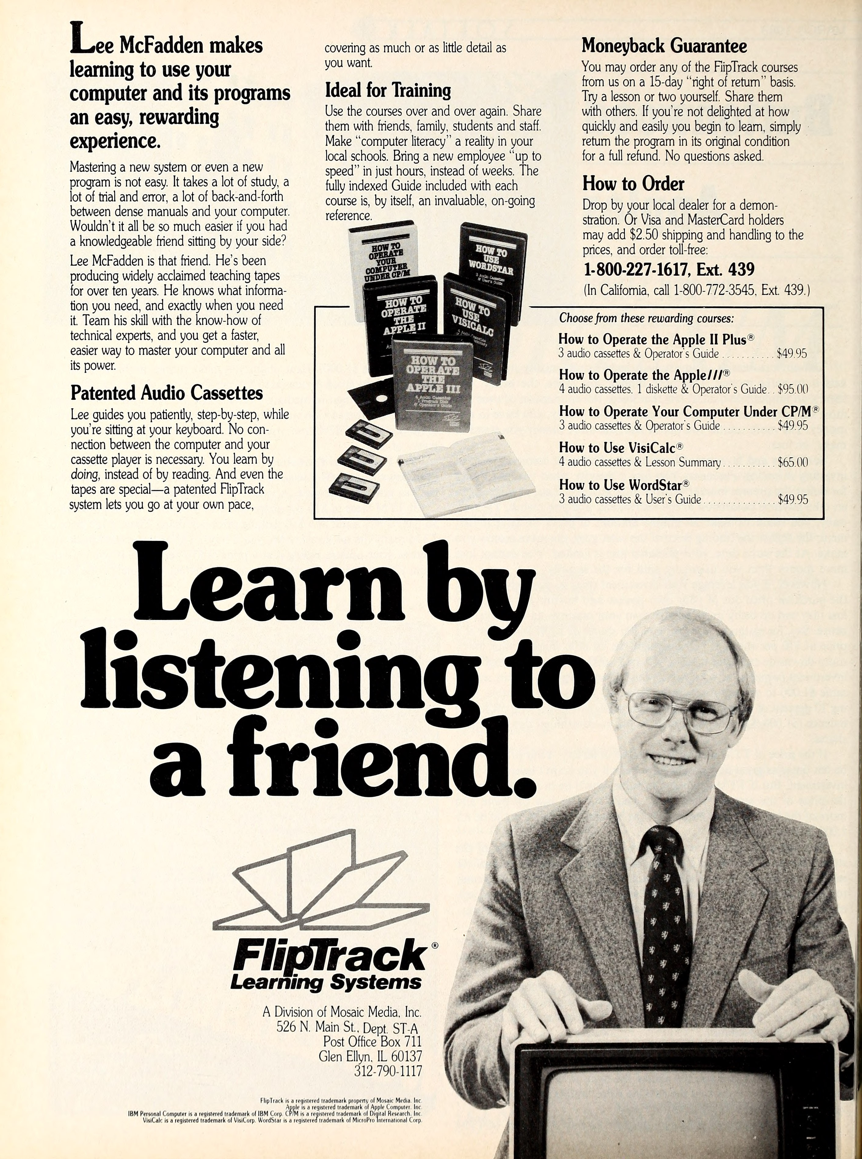 Lee McFadden makes
learning to use your
computer and its programs
an easy, rewarding
experience.
Mastering a new system or even a new
program is not easy. It takes a lot of study, a
lot of trial and error, a lot of back-and-forth
between dense manuals and your computer.
Wouldn't it all be so much easier if you had
a knowledgeable friend sitting by your side?
Lee McFadden is that friend. He's been
producing widely acclaimed teaching tapes
for over ten years. He knows what informa-
tion you need, and exactly when you need
it. Team his skill with the know-how of
technical experts, and you get a faster,
easier way to master your computer and all
its power.
Patented Audio Cassettes
Lee guides you patiently, step-by-step, while
you're sitting at your keyboard. No con-
nection between the computer and your
cassette player is necessary. You learn by
doing, instead of by reading. And even the
tapes are special—a patented FlipTrack
system lets you go at your own pace,
covering as much or as little detail as
you want.
Ideal for Training
Use the courses over and over again. Share
them with friends, family, students and staff.
Make "computer literacy" a reality in your
local schools. Bring a new employee "up to
speed" in just hours, instead of weeks. The
fully indexed Guide included with each
course is, by itself, an invaluable, on-going
reference.
HOW TO
OPERATE
YOUR
COMPUTER
UNDER CP/M
HOW TO
USE
WORDSTAR
HOW TO
OPERATE
THE
APPLE II
HOW TO
USE
VISICALC
HOW TO
OPERATE
THE
APPLE III
Moneyback Guarantee
You may order any of the FlipTrack courses
from us on a 15-day "right of return" basis.
Try a lesson or two yourself. Share them
with others. If you're not delighted at how
quickly and easily you begin to learn, simply
return the program in its original condition
for a full refund. No questions asked.
How to Order
Drop by your local dealer for a demon-
stration. Or Visa and MasterCard holders
may add $2.50 shipping and handling to the
prices, and order toll-free:
1-800-227-1617, Ext. 439
(In California, call 1-800-772-3545, Ext. 439.)
Choose from these rewarding courses:
How to Operate the Apple II Plus®
3 audio cassettes & Operator's Guide ........... $49.95
How to Operate the Apple///®
4 audio cassettes. 1 diskette & Operator's Guide.. $95.00
How to Operate Your Computer Under CP/M®
3 audio cassettes & Operator's Guide ........... $49.95
How to Use VisiCalc®
4 audio cassettes & Lesson Summary .......... $65.00
How to Use WordStar®
3 audio cassettes & User's Guide .............. $49.95
Learn by
listening to
a friend.
FlipTrack®
Learning Systems
A Division of Mosaic Media, Inc.
526 N. Main St., Dept. ST-A
Post Office Box 711
Glen Ellyn, IL 60137
312-790-1117
FlipTrack is a registered trademark property of Mosaic Media. Inc.
Apple is a registered trademark of Apple Computer. Inc.
IBM Personal Computer is a registered trademark of IBM Corp. CP/M is a registered trademark of Digital Research. Inc.
VisiCalc is a registered trademark of VisiCorp. WordStar is a registered trademark of MicroPro International Corp.